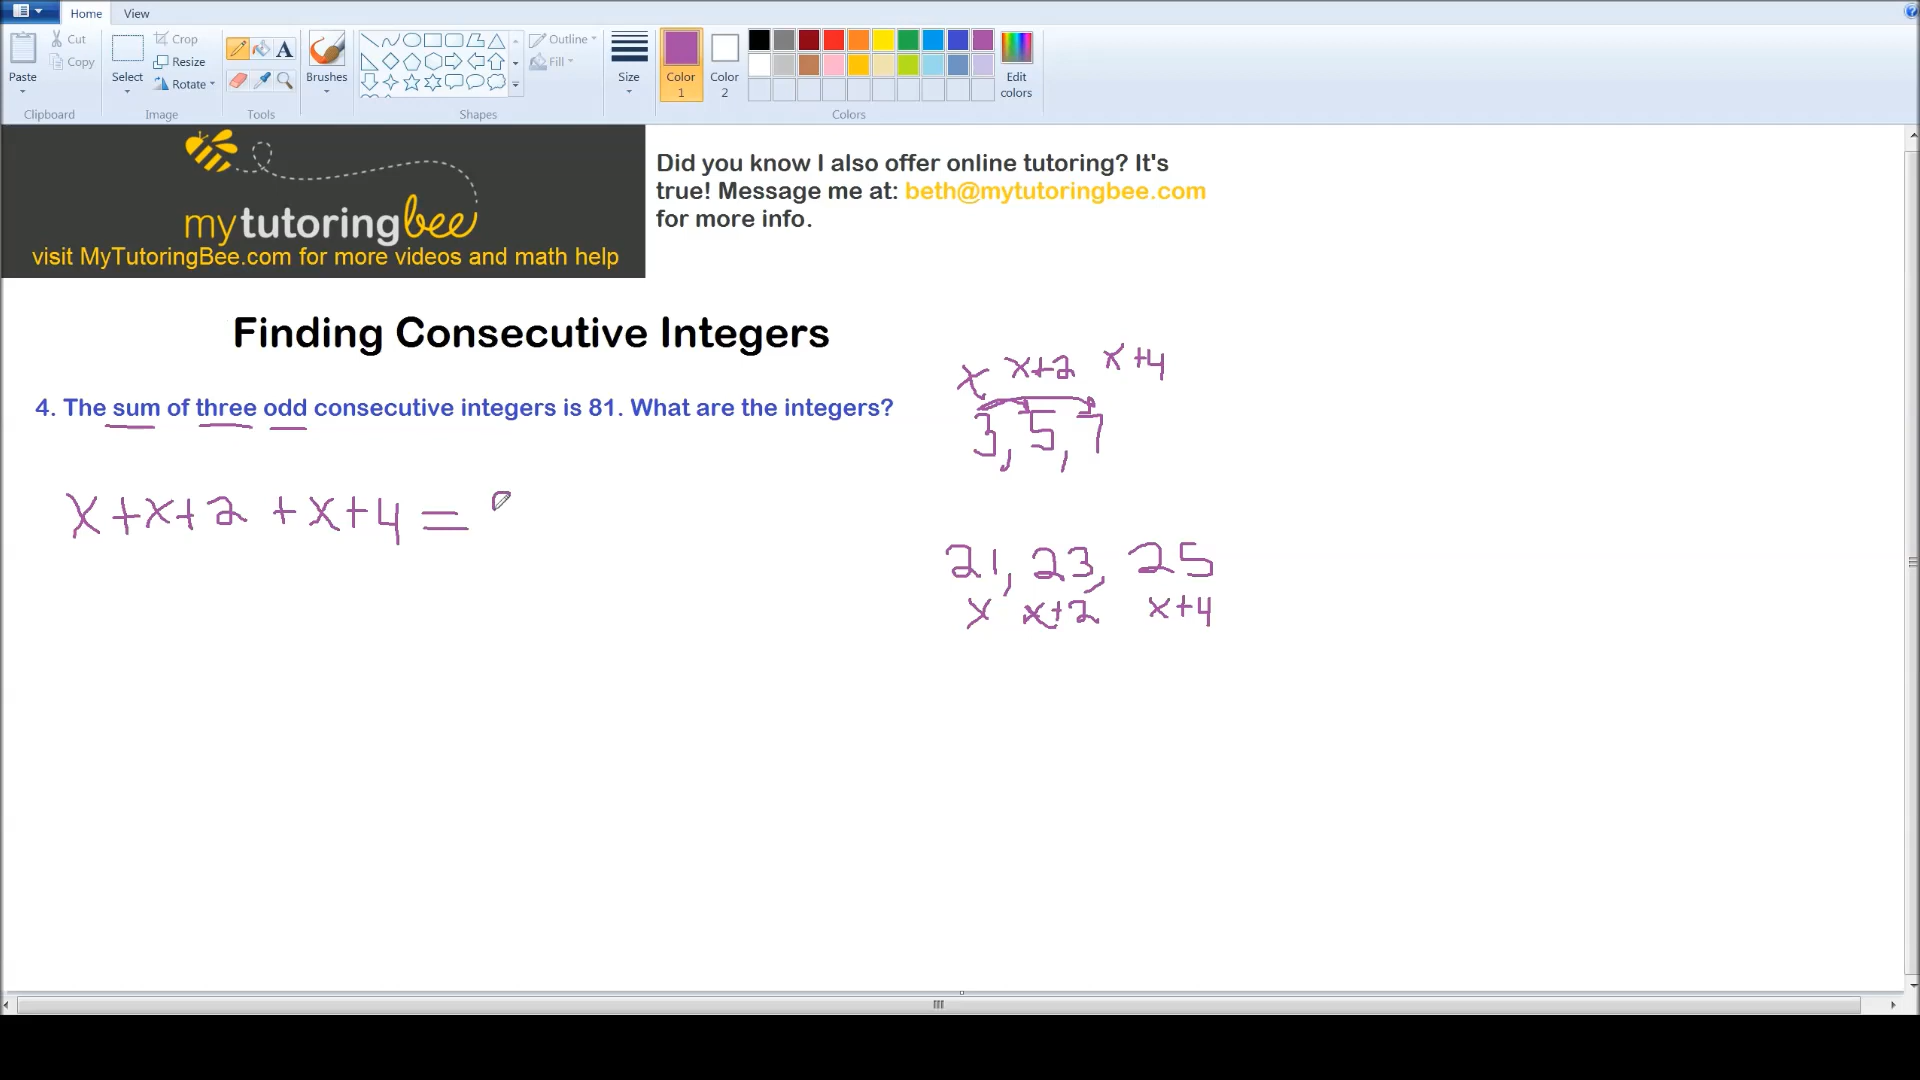 Home View
Cut
Copy
Paste
Clipboard
Crop
Resize
Rotate
Select
Image
A
Tools
Brushes
Outline
Fill
Shapes
Size
Color 1
Color 2
Edit colors
Colors
mytutoringbee
visit MyTutoringBee.com for more videos and math help
Did you know I also offer online tutoring? It's
true! Message me at: beth@mytutoringbee.com
for more info.
Finding Consecutive Integers
4. The sum of three odd consecutive integers is 81. What are the integers?
x x+2 x+4
3, 5, 7
x+x+2 +x+4 =
21, 23, 25
x x+2 x+4